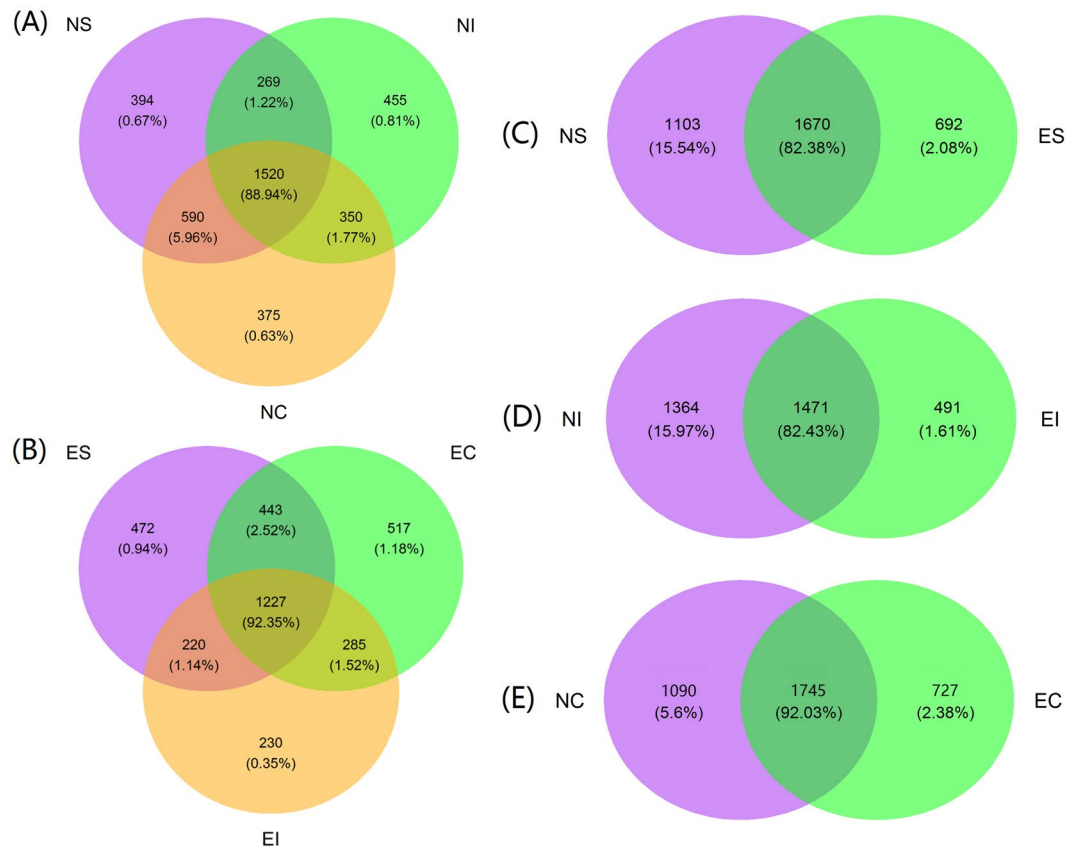 (A)
NS
NI
394
(0.67%)
269
(1.22%)
455
(0.81%)
1520
(88.94%)
590
(5.96%)
350
(1.77%)
375
(0.63%)
NC
(B)
ES
EC
472
(0.94%)
443
(2.52%)
517
(1.18%)
1227
(92.35%)
220
(1.14%)
285
(1.52%)
230
(0.35%)
EI
(C)
NS
1103
(15.54%)
1670
(82.38%)
692
(2.08%)
ES
(D)
NI
1364
(15.97%)
1471
(82.43%)
491
(1.61%)
EI
(E)
NC
1090
(5.6%)
1745
(92.03%)
727
(2.38%)
EC